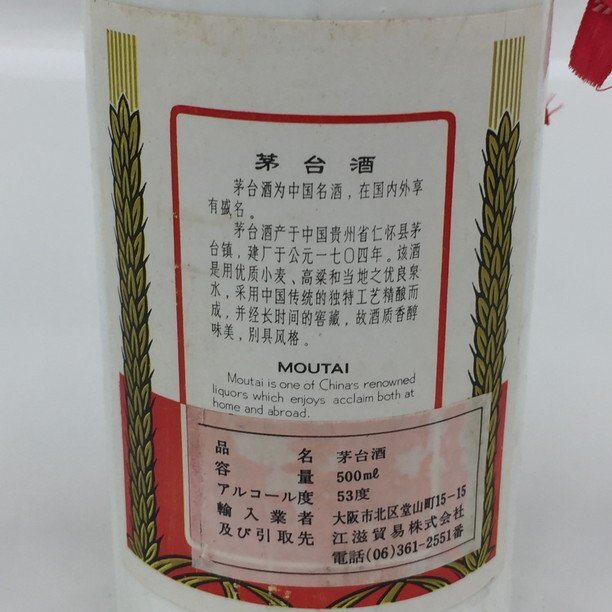 茅台酒
茅台酒为中国名酒，在国内外享
有盛名。
茅台酒产于中国贵州省仁怀县茅
台镇，建厂于公元一七〇四年。该酒
是用优质小麦、高粱和当地之优良泉
水，采用中国传统的独特工艺精酿而
成，并经长时间的窖藏，故酒质香醇
味美，别具风格。
MOUTAI
Moutai is one of China's renowned
liquors which enjoys acclaim both at
home and abroad.
品名 茅台酒
容量 500ml
アルコール度 53度
輸入業者 大阪市北区堂山町15-15
及び引取先 江滋貿易株式会社
電話(06)361-2551番